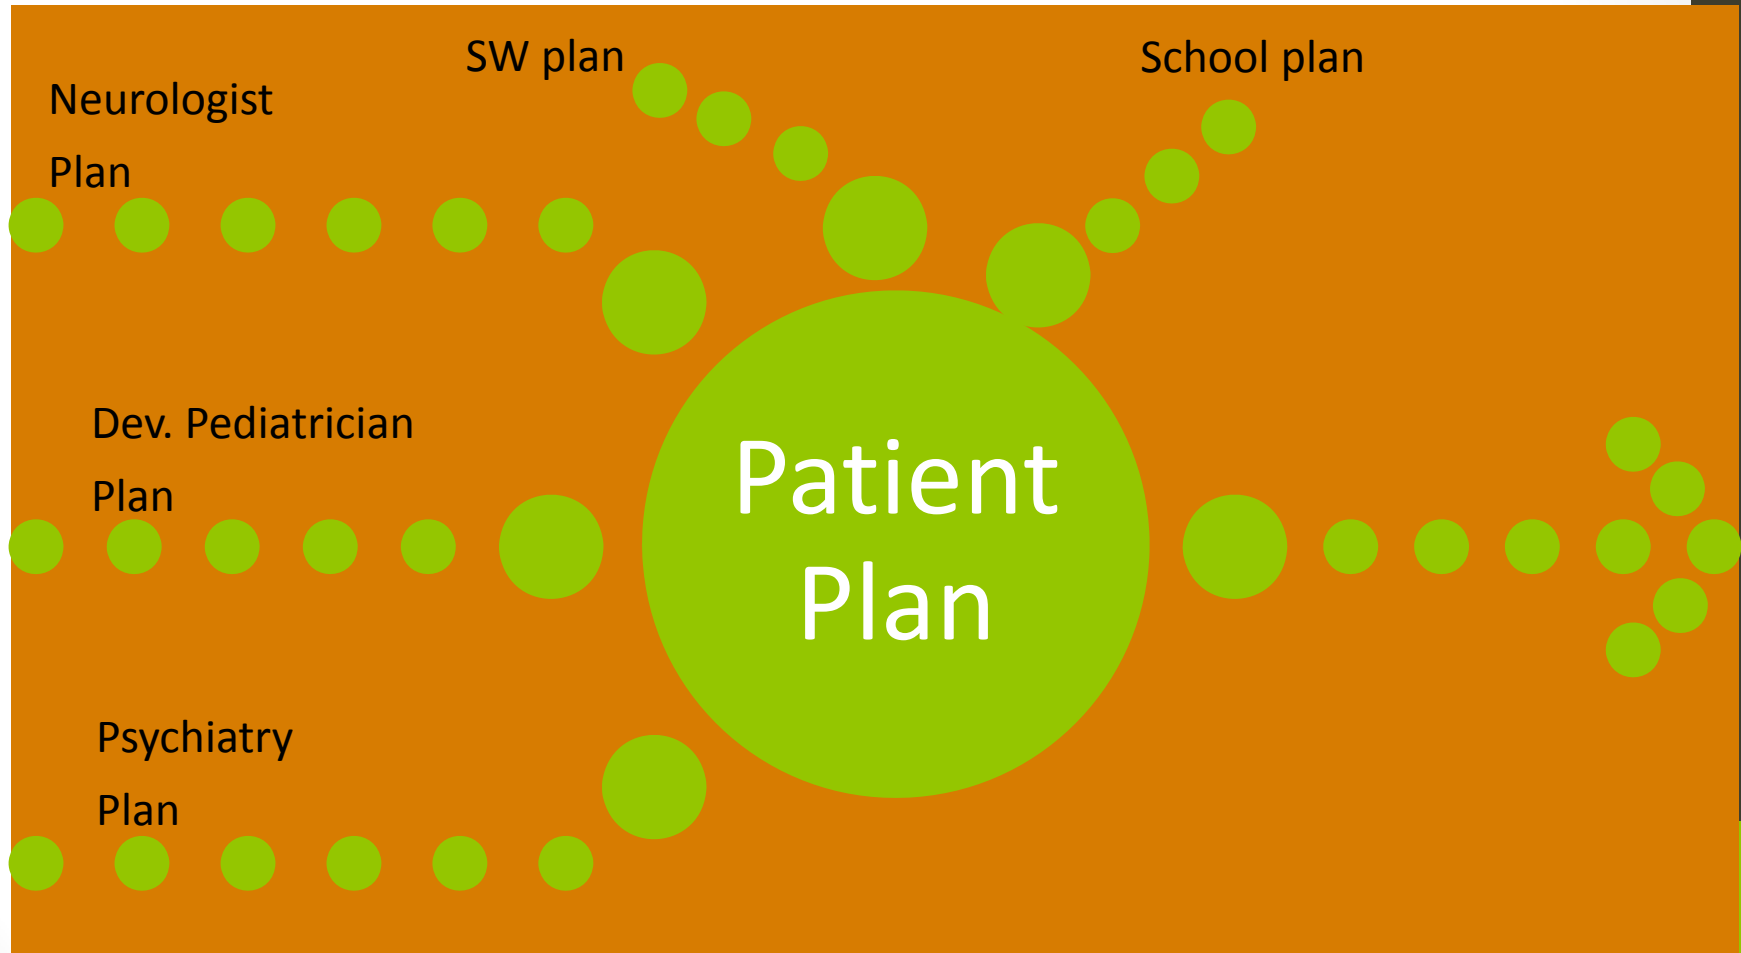 SW plan
School plan
Neurologist
Plan
Dev. Pediatrician
Plan
Patient
Plan
Psychiatry
Plan